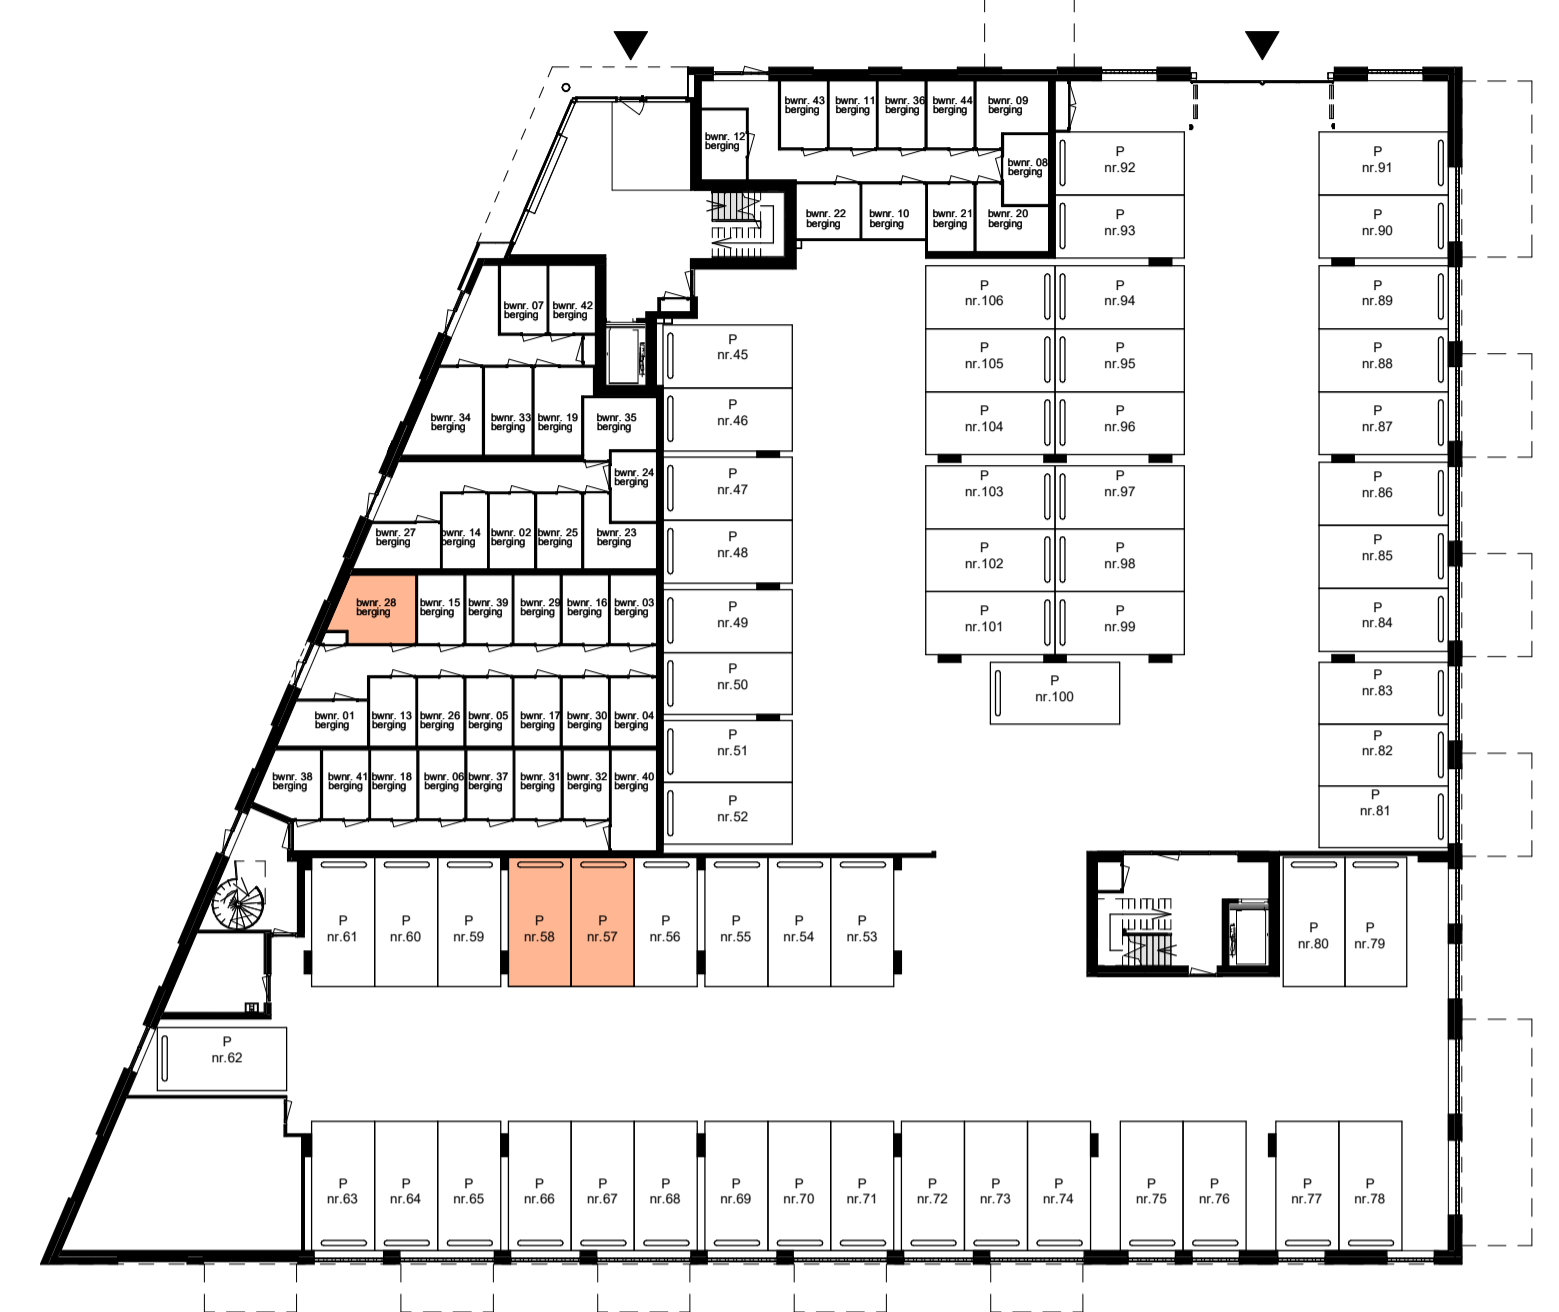 bwnr. 43
berging
bwnr. 11
berging
bwnr. 36
berging
bwnr. 44
berging
bwnr. 09
berging
bwnr. 12
berging
bwnr. 08
berging
bwnr. 22
berging
bwnr. 10
berging
bwnr. 21
berging
bwnr. 20
berging
P
nr.92
P
nr.91
P
nr.93
P
nr.90
bwnr. 07
berging
bwnr. 42
berging
P
nr.106
P
nr.94
P
nr.89
P
nr.45
P
nr.105
P
nr.95
P
nr.88
bwnr. 34
berging
bwnr. 33
berging
bwnr. 19
berging
bwnr. 35
berging
P
nr.46
P
nr.104
P
nr.96
P
nr.87
bwnr. 24
berging
P
nr.47
P
nr.103
P
nr.97
P
nr.86
bwnr. 27
berging
bwnr. 14
berging
bwnr. 02
berging
bwnr. 25
berging
bwnr. 23
berging
P
nr.48
P
nr.102
P
nr.98
P
nr.85
bwnr. 28
berging
bwnr. 15
berging
bwnr. 39
berging
bwnr. 29
berging
bwnr. 16
berging
bwnr. 03
berging
P
nr.49
P
nr.101
P
nr.99
P
nr.84
P
nr.50
P
nr.100
P
nr.83
bwnr. 01
berging
bwnr. 13
berging
bwnr. 26
berging
bwnr. 05
berging
bwnr. 17
berging
bwnr. 30
berging
bwnr. 04
berging
P
nr.51
P
nr.82
bwnr. 38
berging
bwnr. 41
berging
bwnr. 18
berging
bwnr. 06
berging
bwnr. 37
berging
bwnr. 31
berging
bwnr. 32
berging
bwnr. 40
berging
P
nr.52
P
nr.81
P
nr.61
P
nr.60
P
nr.59
P
nr.58
P
nr.57
P
nr.56
P
nr.55
P
nr.54
P
nr.53
P
nr.80
P
nr.79
P
nr.62
P
nr.63
P
nr.64
P
nr.65
P
nr.66
P
nr.67
P
nr.68
P
nr.69
P
nr.70
P
nr.71
P
nr.72
P
nr.73
P
nr.74
P
nr.75
P
nr.76
P
nr.77
P
nr.78